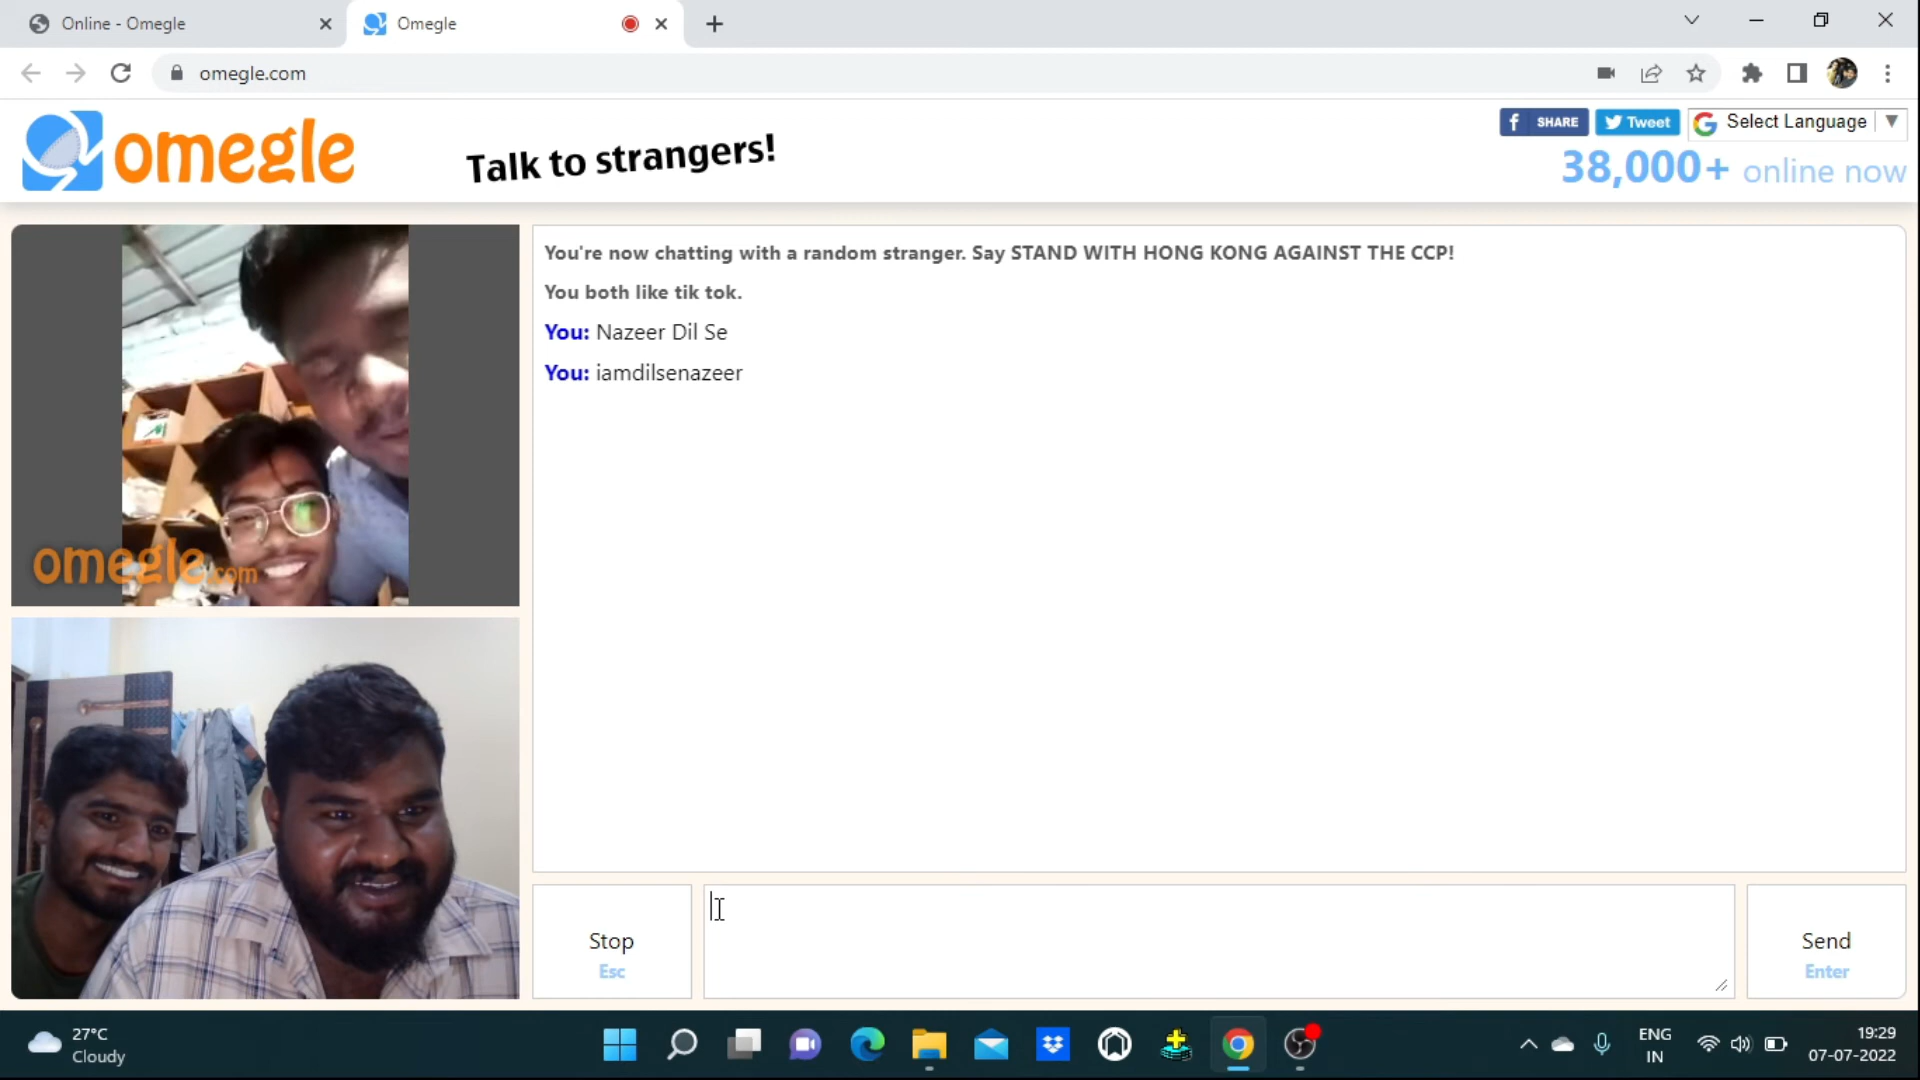 Online - Omegle
Omegle
omegle.com
omegle
Talk to strangers!
SHARE
Tweet
Select Language
38,000+ online now
You're now chatting with a random stranger. Say STAND WITH HONG KONG AGAINST THE CCP!
You both like tik tok.
You: Nazeer Dil Se
You: iamdilsenazeer
omegle.com
Stop
Esc
Send
Enter
27°C
Cloudy
ENG
IN
19:29
07-07-2022